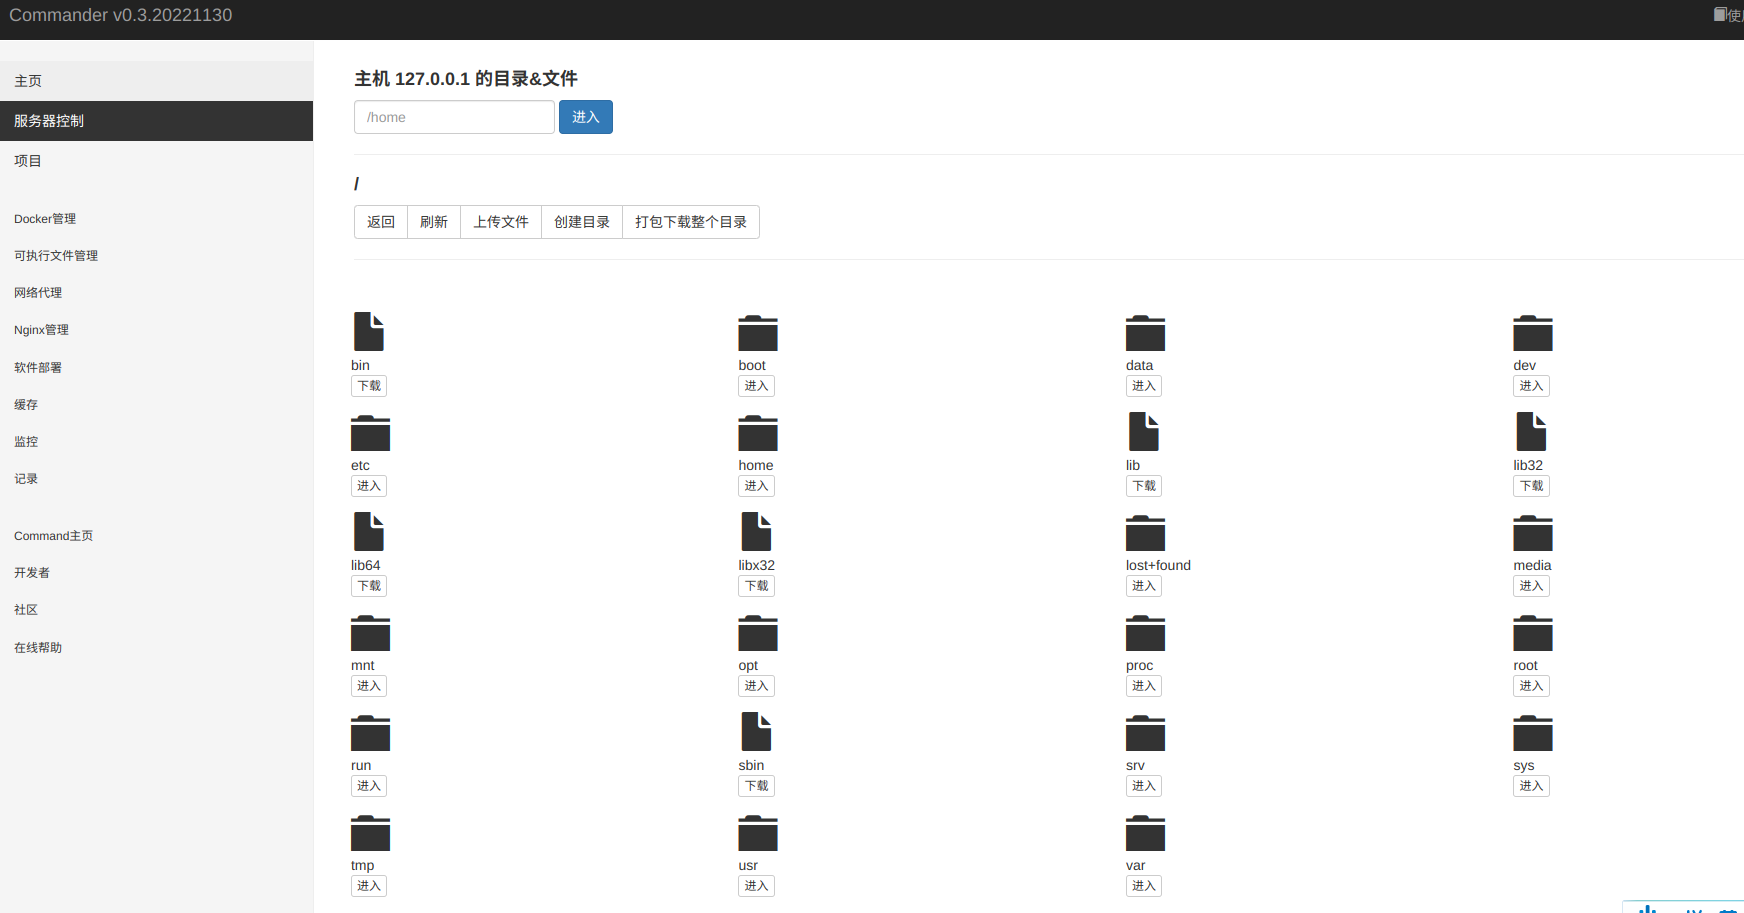 Commander v0.3.20221130
使
主页
服务器控制
项目
Docker管理
可执行文件管理
网络代理
Nginx管理
软件部署
缓存
监控
记录
Command主页
开发者
社区
在线帮助
主机 127.0.0.1 的目录&文件
/home 进入
/
返回 刷新 上传文件 创建目录 打包下载整个目录
bin boot data dev
下载 进入 进入 进入
etc home lib lib32
进入 进入 下载 下载
lib64 libx32 lost+found media
下载 下载 进入 进入
mnt opt proc root
进入 进入 进入 进入
run sbin srv sys
进入 下载 进入 进入
tmp usr var
进入 进入 进入